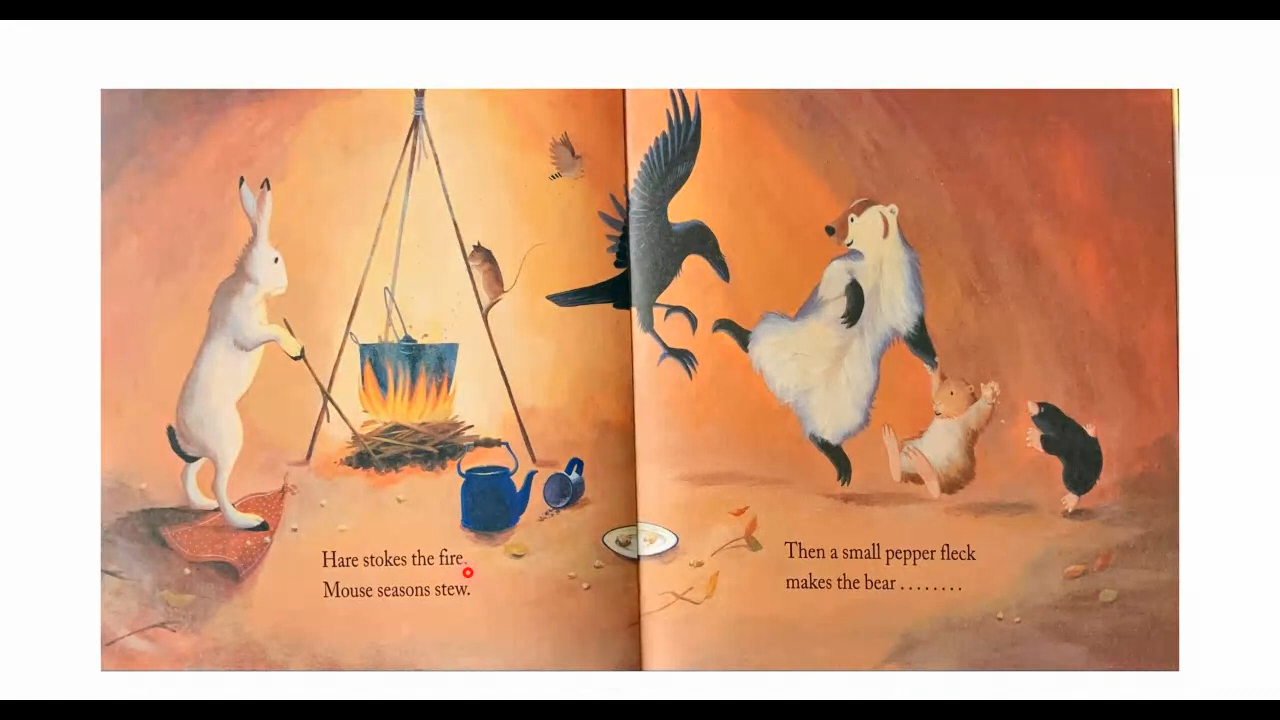 Hare stokes the fire.
Mouse seasons stew.
Then a small pepper fleck
makes the bear ........